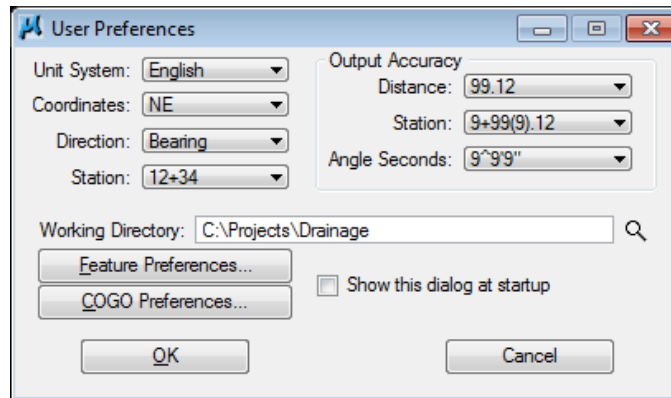 User Preferences
Unit System: English
Coordinates: NE
Direction: Bearing
Station: 12+34
Output Accuracy
Distance: 99.12
Station: 9+99(9).12
Angle Seconds: 9^9'9"
Working Directory: C:\Projects\Drainage
Feature Preferences...
COGO Preferences...
Show this dialog at startup
OK
Cancel